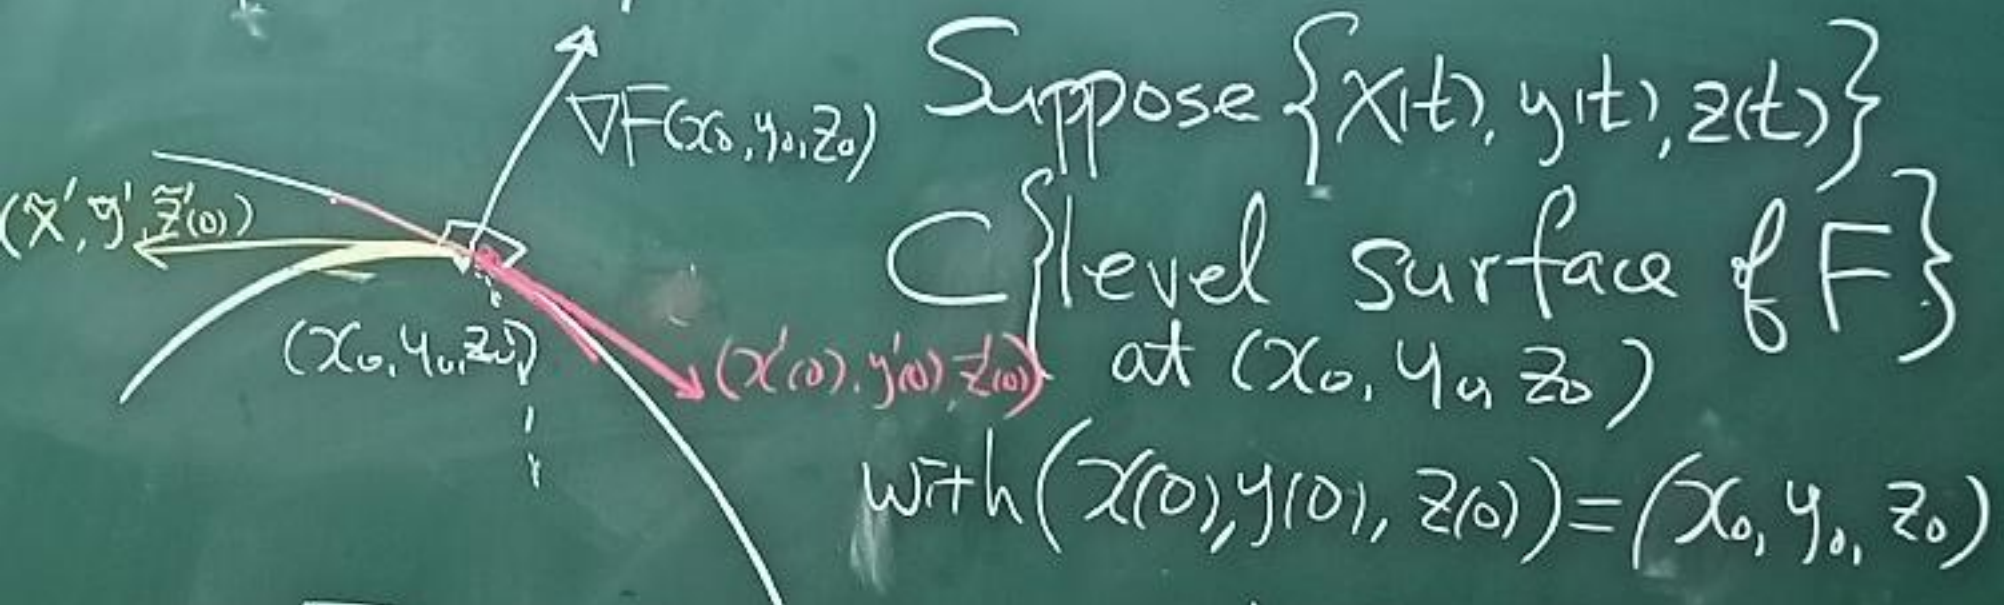 ∇F(x₀, y₀, z₀)
(x̃', ỹ', z̃'(0))
(x₀, y₀, z₀)
(x'(0), y'(0), z'(0))
Suppose {x(t), y(t), z(t)}
⊂ {level surface of F}
at (x₀, y₀, z₀)
with (x(0), y(0), z(0)) = (x₀, y₀, z₀)